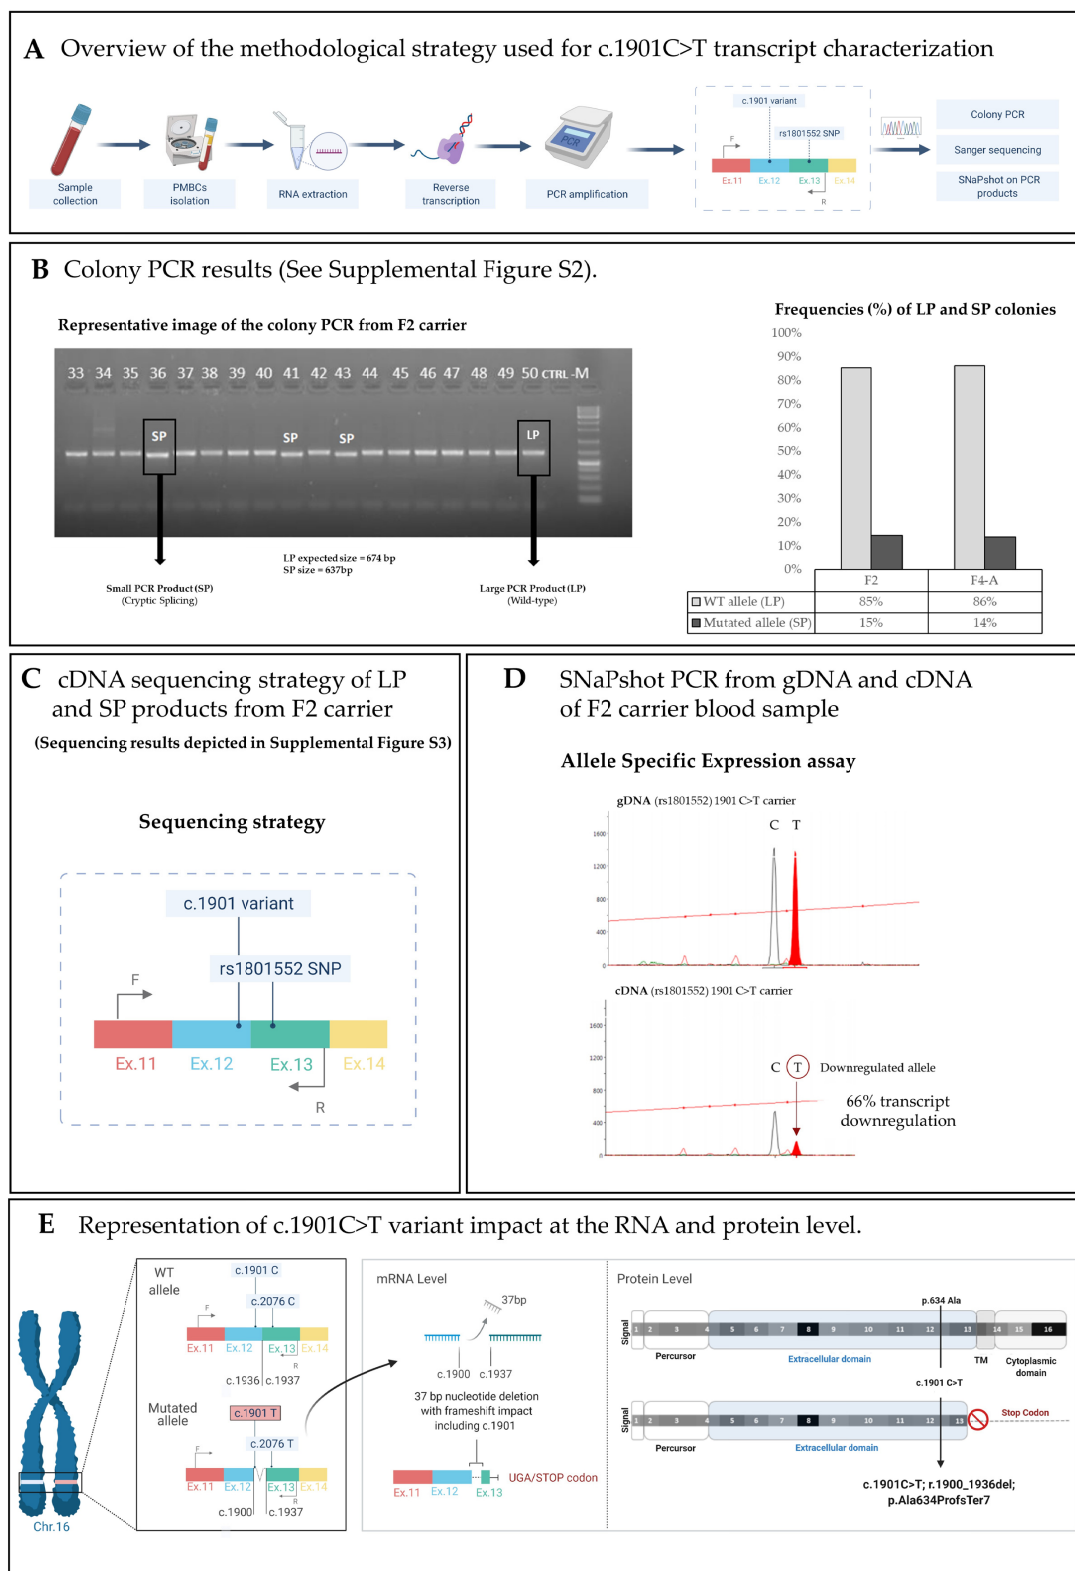 A Overview of the methodological strategy used for c.1901C>T transcript characterization
Sample
collection
PMBCs
isolation
RNA extraction
Reverse
transcription
PCR
PCR amplification
c.1901 variant
rs1801552 SNP
F
Ex.11 Ex.12 Ex.13 Ex.14
R
Colony PCR
Sanger sequencing
SNaPshot on PCR
products
B Colony PCR results (See Supplemental Figure S2).
Representative image of the colony PCR from F2 carrier
33 34 35 36 37 38 39 40 41 42 43 44 45 46 47 48 49 50 CTRL -M
SP SP SP LP
LP expected size =674 bp
SP size = 637bp
Small PCR Product (SP)
(Cryptic Splicing)
Large PCR Product (LP)
(Wild-type)
Frequencies (%) of LP and SP colonies
100%
90%
80%
70%
60%
50%
40%
30%
20%
10%
0%
F2 F4-A
WT allele (LP) 85% 86%
Mutated allele (SP) 15% 14%
C cDNA sequencing strategy of LP
and SP products from F2 carrier
(Sequencing results depicted in Supplemental Figure S3)
Sequencing strategy
c.1901 variant
rs1801552 SNP
F
Ex.11 Ex.12 Ex.13 Ex.14
R
D SNaPshot PCR from gDNA and cDNA
of F2 carrier blood sample
Allele Specific Expression assay
gDNA (rs1801552) 1901 C>T carrier
C T
1600
1200
800
400
0
cDNA (rs1801552) 1901 C>T carrier
1600
1200
800
400
0
C T Downregulated allele
66% transcript
downregulation
E Representation of c.1901C>T variant impact at the RNA and protein level.
Chr.16
WT
allele
c.1901 C
c.2076 C
F
Ex.11 Ex.12 Ex.13 Ex.14
R
c.1936 c.1937
Mutated
allele
c.1901 T
c.2076 T
F
Ex.11 Ex.12 Ex.13 Ex.14
R
c.1900 c.1937
mRNA Level
37bp
c.1900 c.1937
37 bp nucleotide deletion
with frameshift impact
including c.1901
UGA/STOP codon
Ex.11 Ex.12 Ex.13
Protein Level
p.634 Ala
Signal 1 2 3 4 5 6 7 8 9 10 11 12 13 14 15 16
Percursor Extracellular domain TM Cytoplasmic
domain
c.1901 C>T
Signal 1 2 3 4 5 6 7 8 9 10 11 12 13 Stop Codon
Percursor Extracellular domain
c.1901C>T; r.1900_1936del;
p.Ala634ProfsTer7